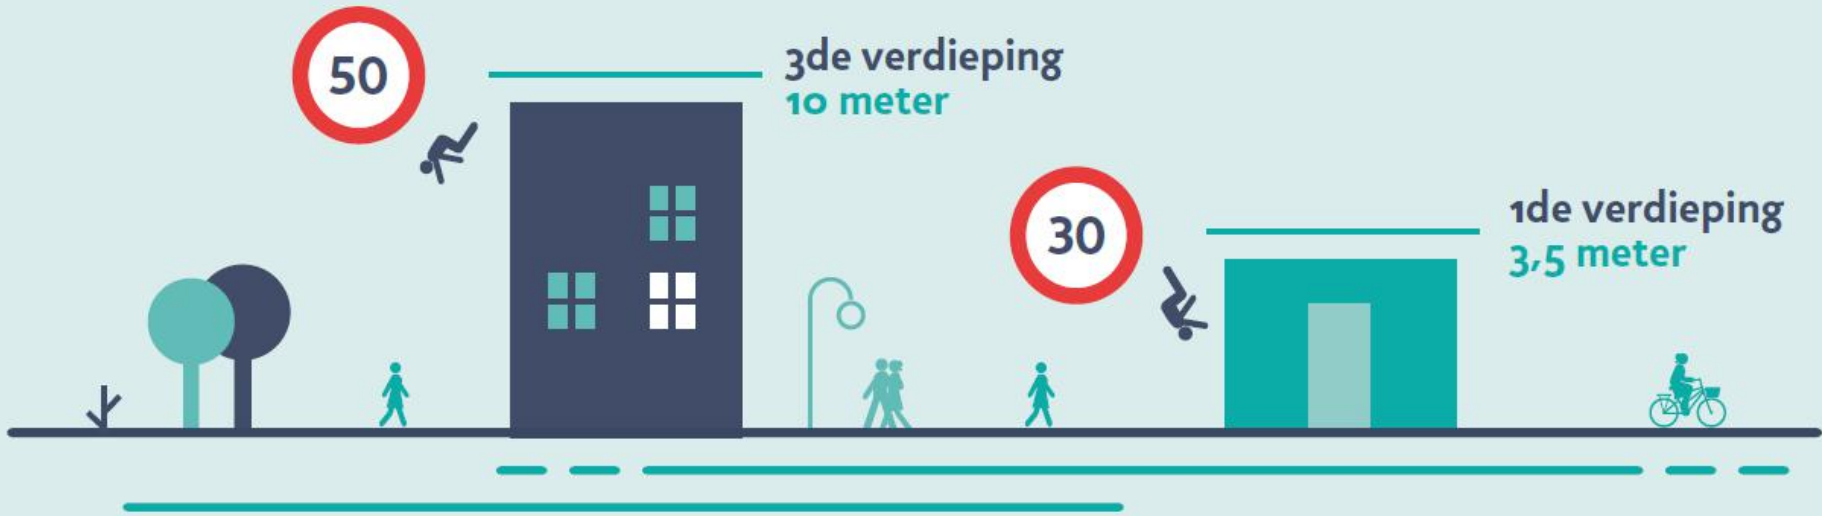 50
3de verdieping
10 meter
30
1de verdieping
3,5 meter